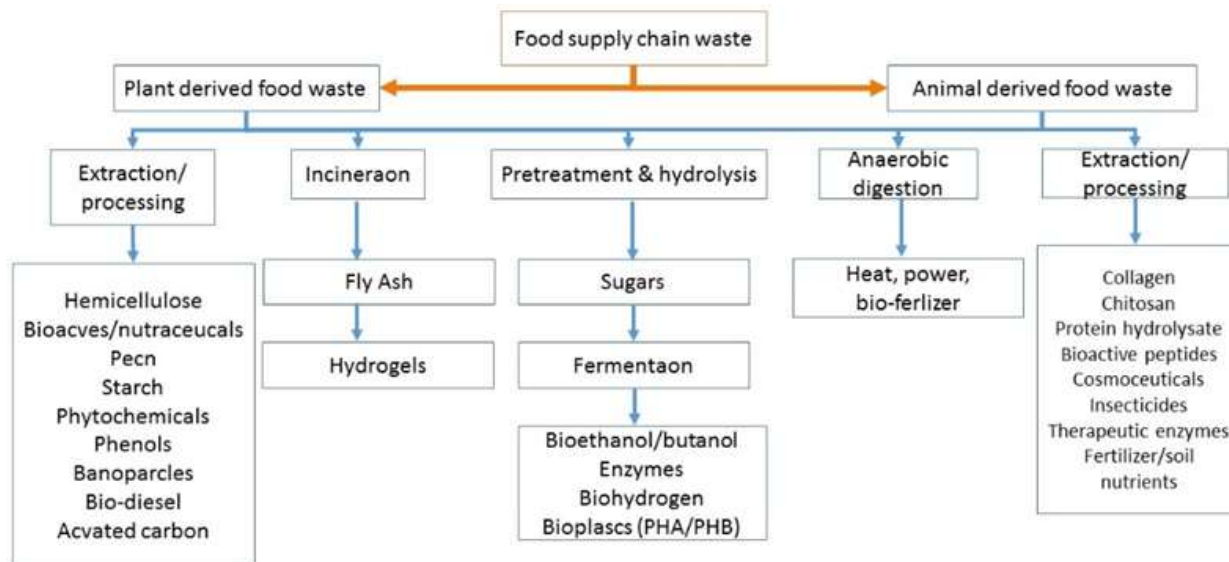 Food supply chain waste
Plant derived food waste
Animal derived food waste
Extraction/
processing
Incineraon
Pretreatment & hydrolysis
Anaerobic
digestion
Extraction/
processing
Hemicellulose
Bioacves/nutraceucals
Pecn
Starch
Phytochemicals
Phenols
Banoparcles
Bio-diesel
Acvated carbon
Fly Ash
Hydrogels
Sugars
Fermentaon
Bioethanol/butanol
Enzymes
Biohydrogen
Bioplascs (PHA/PHB)
Heat, power,
bio-ferlizer
Collagen
Chitosan
Protein hydrolysate
Bioactive peptides
Cosmoceuticals
Insecticides
Therapeutic enzymes
Fertilizer/soil
nutrients